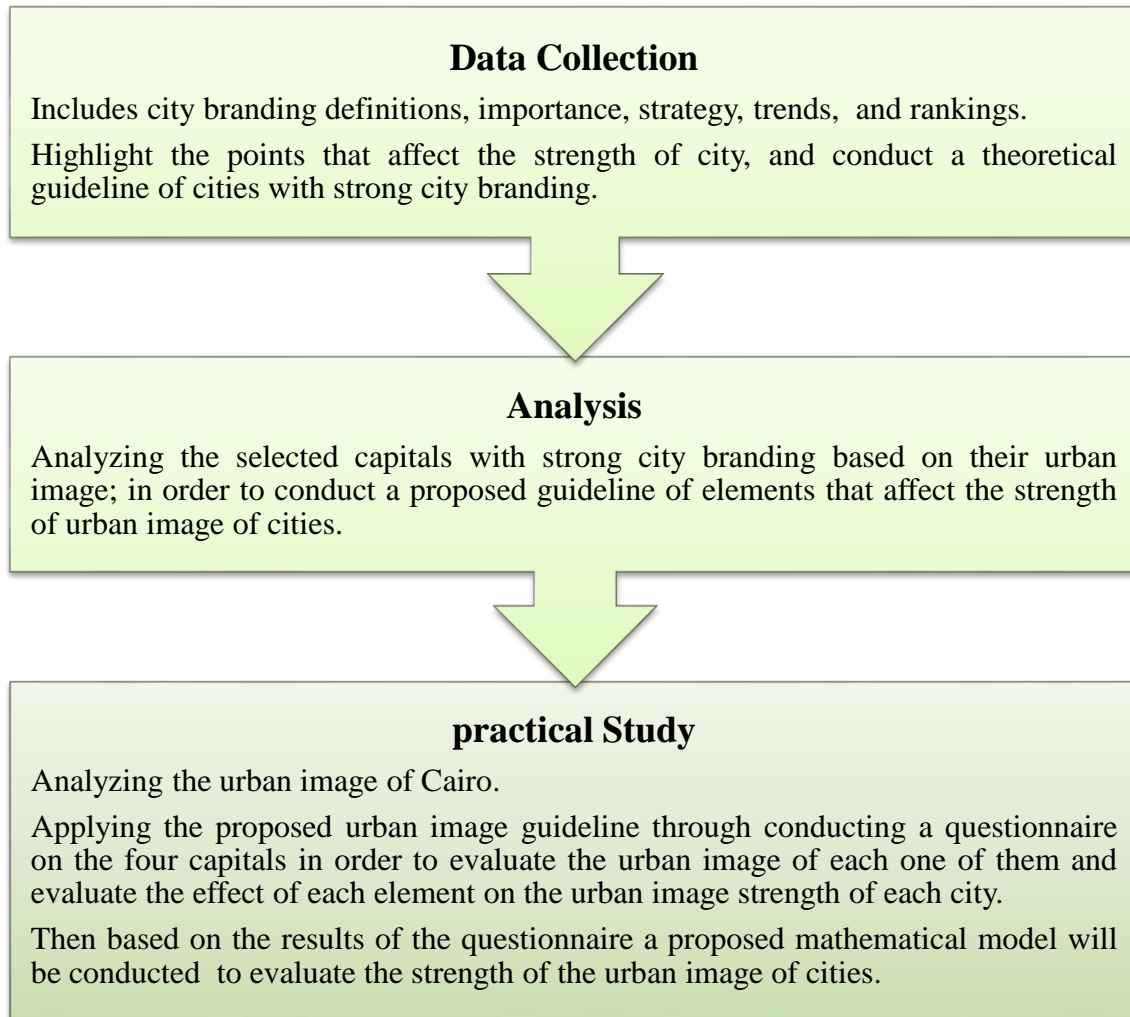 Data Collection
Includes city branding definitions, importance, strategy, trends, and rankings.
Highlight the points that affect the strength of city, and conduct a theoretical
guideline of cities with strong city branding.
Analysis
Analyzing the selected capitals with strong city branding based on their urban
image; in order to conduct a proposed guideline of elements that affect the strength
of urban image of cities.
practical Study
Analyzing the urban image of Cairo.
Applying the proposed urban image guideline through conducting a questionnaire
on the four capitals in order to evaluate the urban image of each one of them and
evaluate the effect of each element on the urban image strength of each city.
Then based on the results of the questionnaire a proposed mathematical model will
be conducted to evaluate the strength of the urban image of cities.